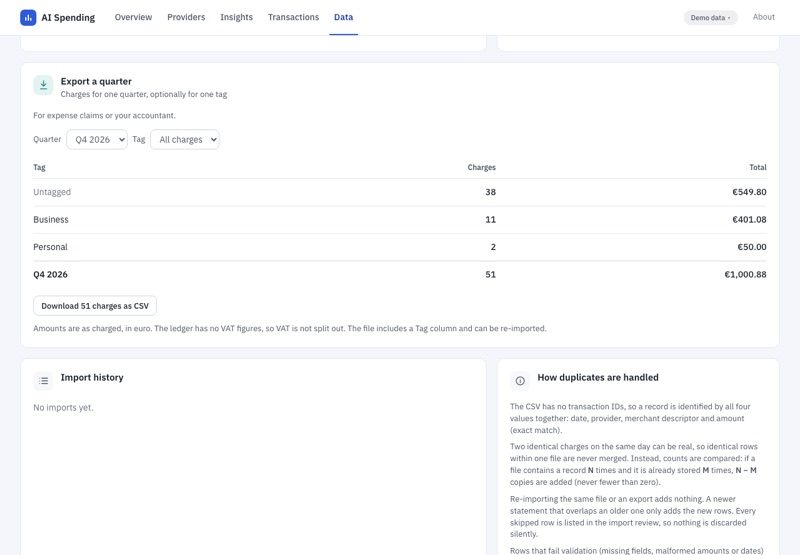 AI Spending
Overview
Providers
Insights
Transactions
Data
Demo data
About
Export a quarter
Charges for one quarter, optionally for one tag
For expense claims or your accountant.
Quarter
Q4 2026
Tag
All charges
Tag Charges Total
Untagged 38 €549.80
Business 11 €401.08
Personal 2 €50.00
Q4 2026 51 €1,000.88
Download 51 charges as CSV
Amounts are as charged, in euro. The ledger has no VAT figures, so VAT is not split out. The file includes a Tag column and can be re-imported.
Import history
No imports yet.
How duplicates are handled
The CSV has no transaction IDs, so a record is identified by all four
values together: date, provider, merchant descriptor and amount
(exact match).
Two identical charges on the same day can be real, so identical rows
within one file are never merged. Instead, counts are compared: if a
file contains a record N times and it is already stored M times, N – M
copies are added (never fewer than zero).
Re-importing the same file or an export adds nothing. A newer
statement that overlaps an older one only adds the new rows. Every
skipped row is listed in the import review, so nothing is discarded
silently.
Rows that fail validation (missing fields, malformed amounts or dates)